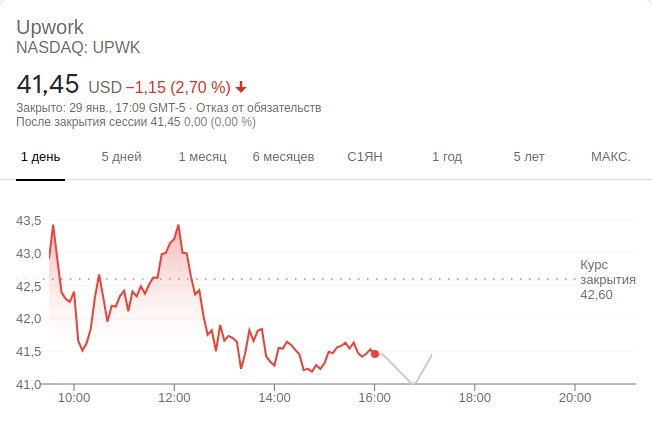 Upwork
NASDAQ: UPWK
41,45 USD −1,15 (2,70 %)
Закрыто: 29 янв., 17:09 GMT-5 · Отказ от обязательств
После закрытия сессии 41,45 0,00 (0,00 %)
1 день 5 дней 1 месяц 6 месяцев С1ЯН 1 год 5 лет МАКС.
43,5
43,0
42,5
42,0
41,5
41,0
Курс
закрытия
42,60
10:00 12:00 14:00 16:00 18:00 20:00